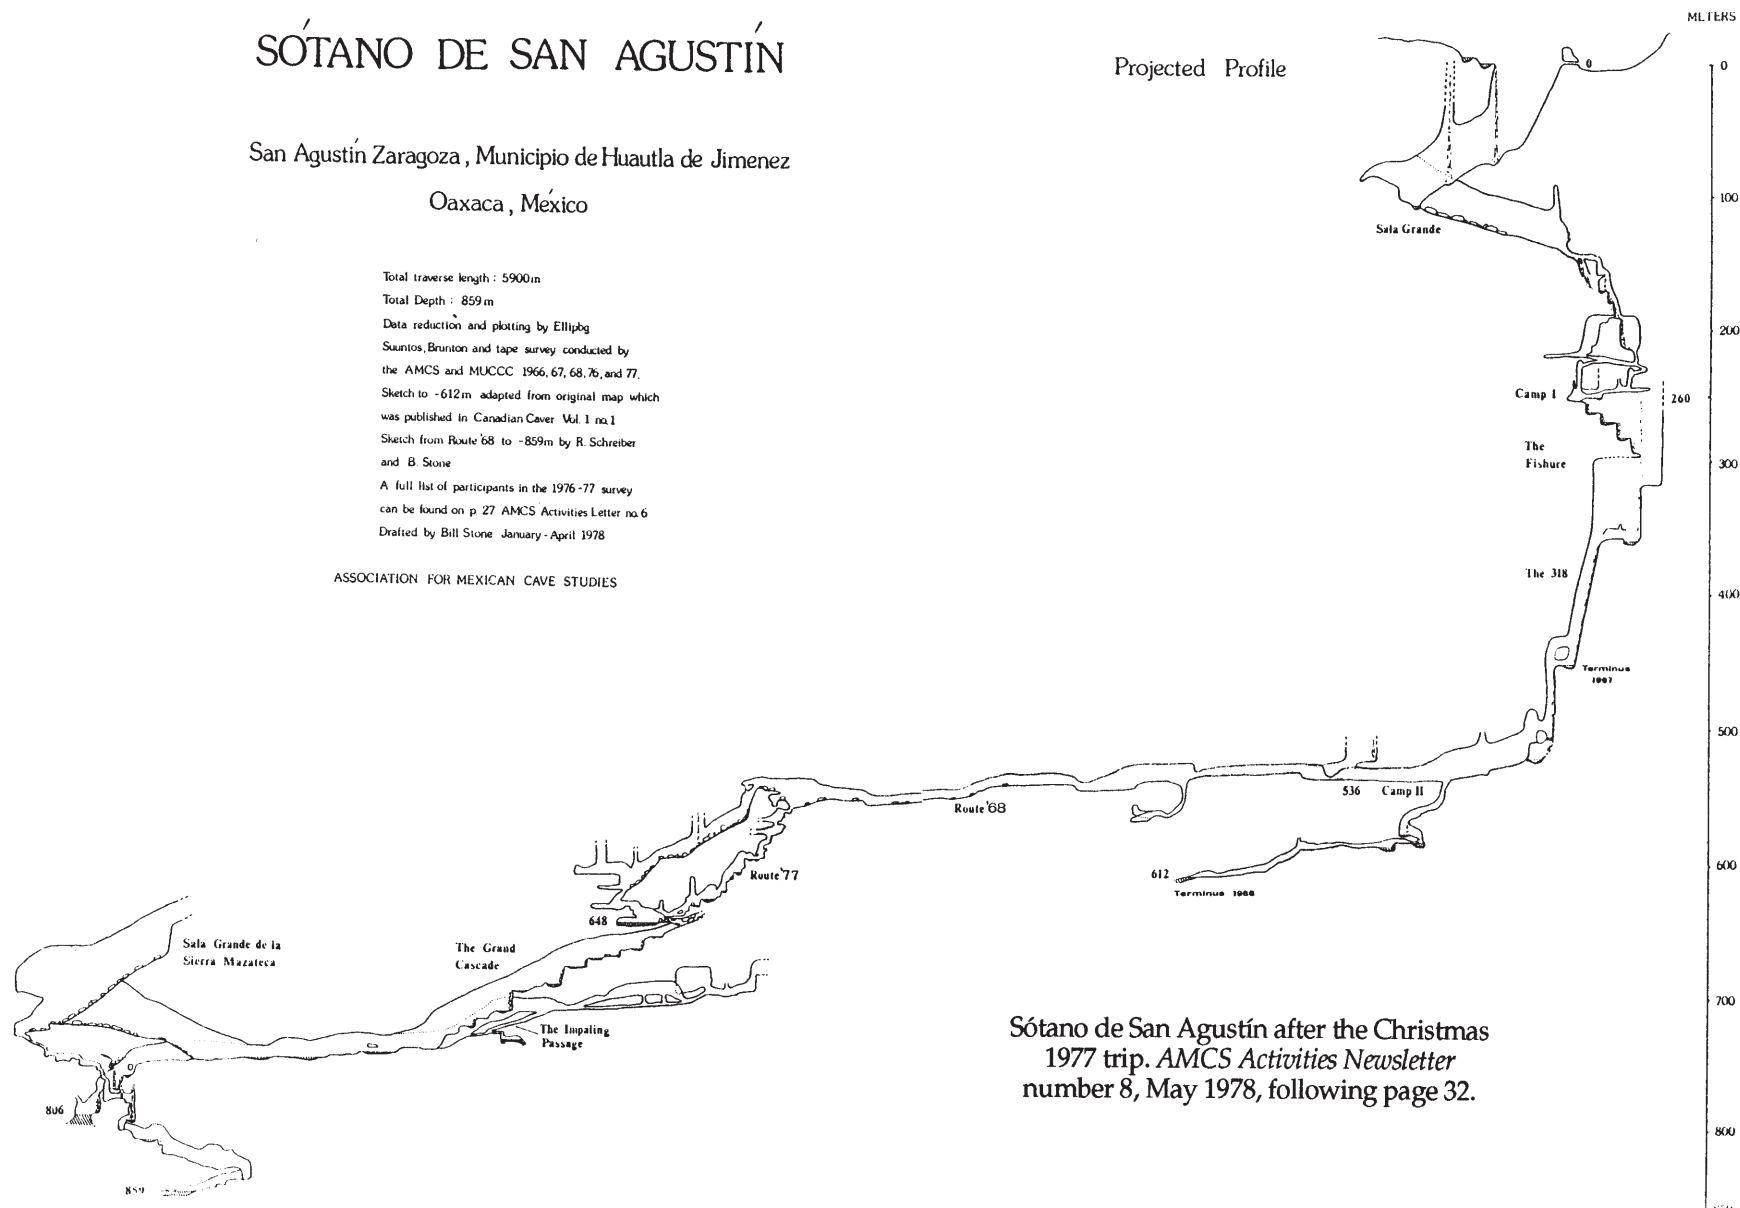 SÓTANO DE SAN AGUSTÍN
San Agustín Zaragoza, Municipio de Huautla de Jimenez
Oaxaca, México
Total traverse length : 5900m
Total Depth : 859m
Data reduction and plotting by Ellipbg
Suuntos, Brunton and tape survey conducted by
the AMCS and MUCCC 1966, 67, 68, 76, and 77.
Sketch to -612m adapted from original map which
was published in Canadian Caver Vol. 1 no. 1
Sketch from Route '68 to -859m by R. Schreiber
and B. Stone
A full list of participants in the 1976-77 survey
can be found on p. 27 AMCS Activities Letter no. 6
Drafted by Bill Stone January - April 1978
ASSOCIATION FOR MEXICAN CAVE STUDIES
Projected Profile
METERS
0
0
100
Sala Grande
200
Camp I
260
The
Fishure
300
The 318
400
Terminus
1967
500
536
Camp II
Route '68
600
612
Terminus 1968
Route '77
648
The Grand
Cascade
Sala Grande de la
Sierra Mazateca
700
The Impaling
Passage
806
800
859
Sótano de San Agustín after the Christmas
1977 trip. AMCS Activities Newsletter
number 8, May 1978, following page 32.